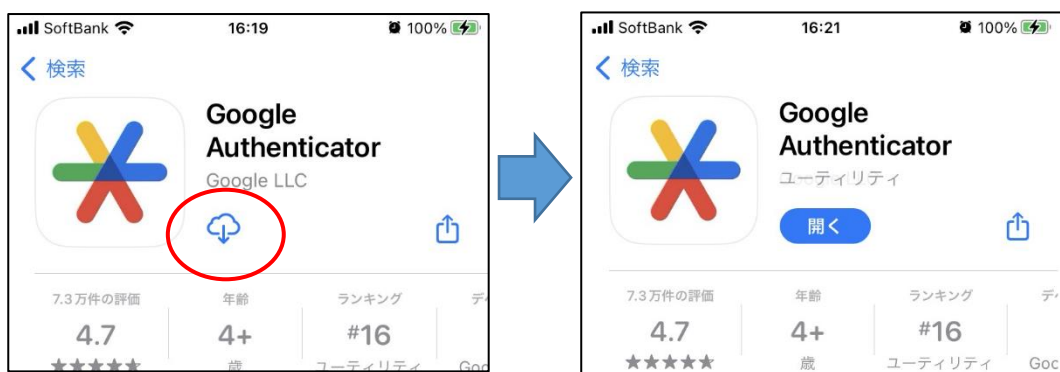 SoftBank 16:19 100%
検索
Google
Authenticator
Google LLC
7.3万件の評価 年齢 ランキング
4.7 4+ #16
★★★★★ 歳 ユーティリティ
SoftBank 16:21 100%
検索
Google
Authenticator
ユーティリティ
開く
7.3万件の評価 年齢 ランキング
4.7 4+ #16
★★★★★ 歳 ユーティリティ